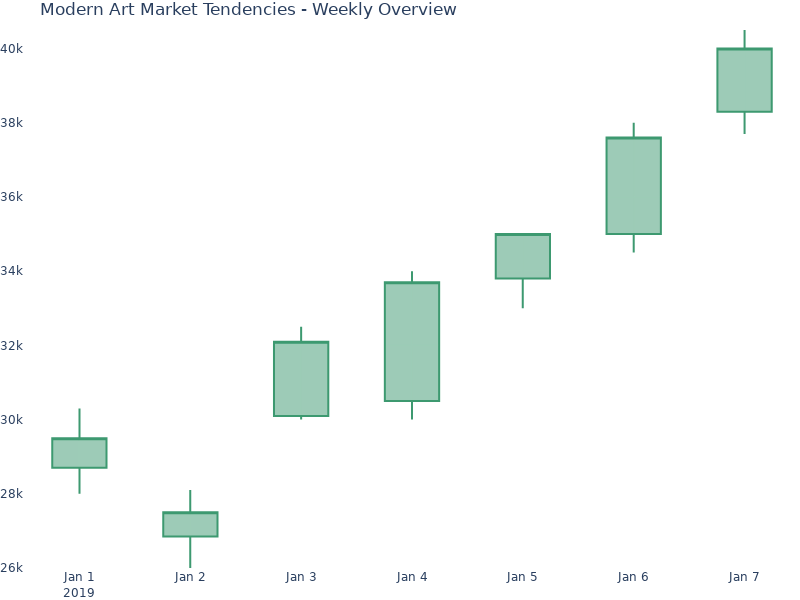 Modern Art Market Tendencies - Weekly Overview
40k
38k
36k
34k
32k
30k
28k
26k
Jan 1 Jan 2 Jan 3 Jan 4 Jan 5 Jan 6 Jan 7
2019